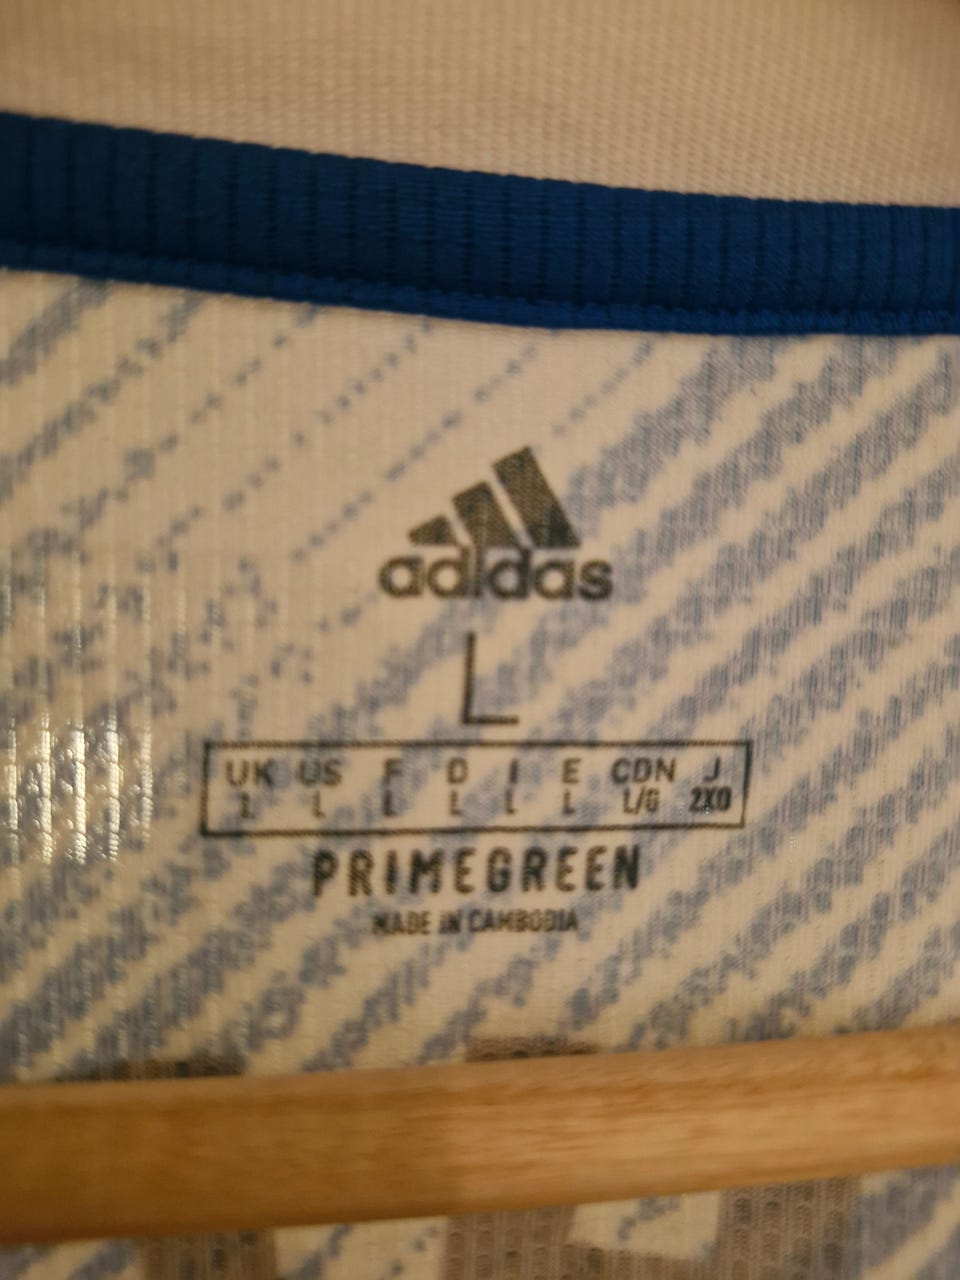 adidas
L
UK US F D I E CDN J
L L L L L L L/G 2XO
PRIMEGREEN
MADE IN CAMBODIA